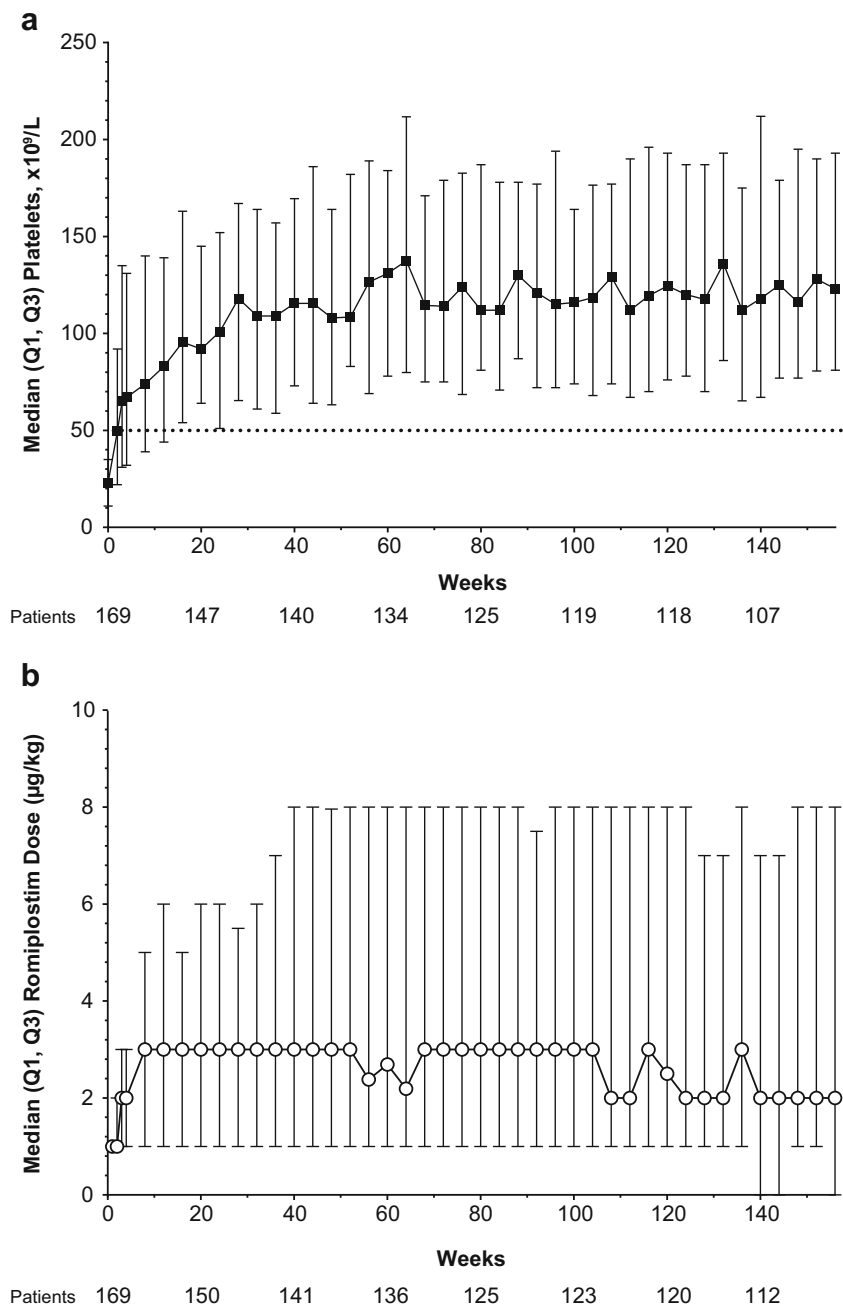 a
Median (Q1, Q3) Platelets, x10⁹/L
250
200
150
100
50
0
0 20 40 60 80 100 120 140
Weeks
Patients 169 147 140 134 125 119 118 107
b
Median (Q1, Q3) Romiplostim Dose (µg/kg)
10
8
6
4
2
0
0 20 40 60 80 100 120 140
Weeks
Patients 169 150 141 136 125 123 120 112